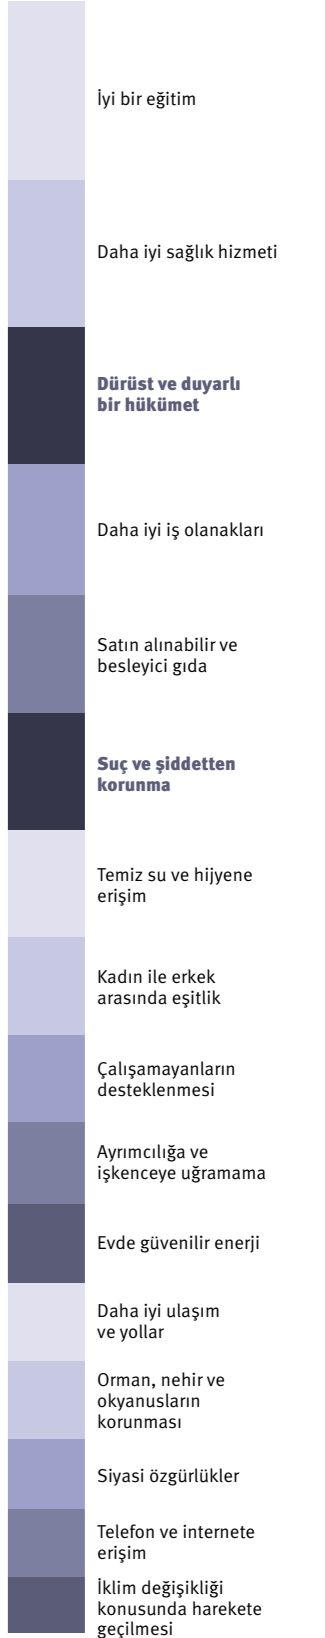 İyi bir eğitim
Daha iyi sağlık hizmeti
Dürüst ve duyarlı
bir hükümet
Daha iyi iş olanakları
Satın alınabilir ve
besleyici gıda
Suç ve şiddetten
korunma
Temiz su ve hijyene
erişim
Kadın ile erkek
arasında eşitlik
Çalışamayanların
desteklenmesi
Ayrımcılığa ve
işkenceye uğramama
Evde güvenilir enerji
Daha iyi ulaşım
ve yollar
Orman, nehir ve
okyanusların
korunması
Siyasi özgürlükler
Telefon ve internete
erişim
İklim değişikliği
konusunda harekete
geçilmesi